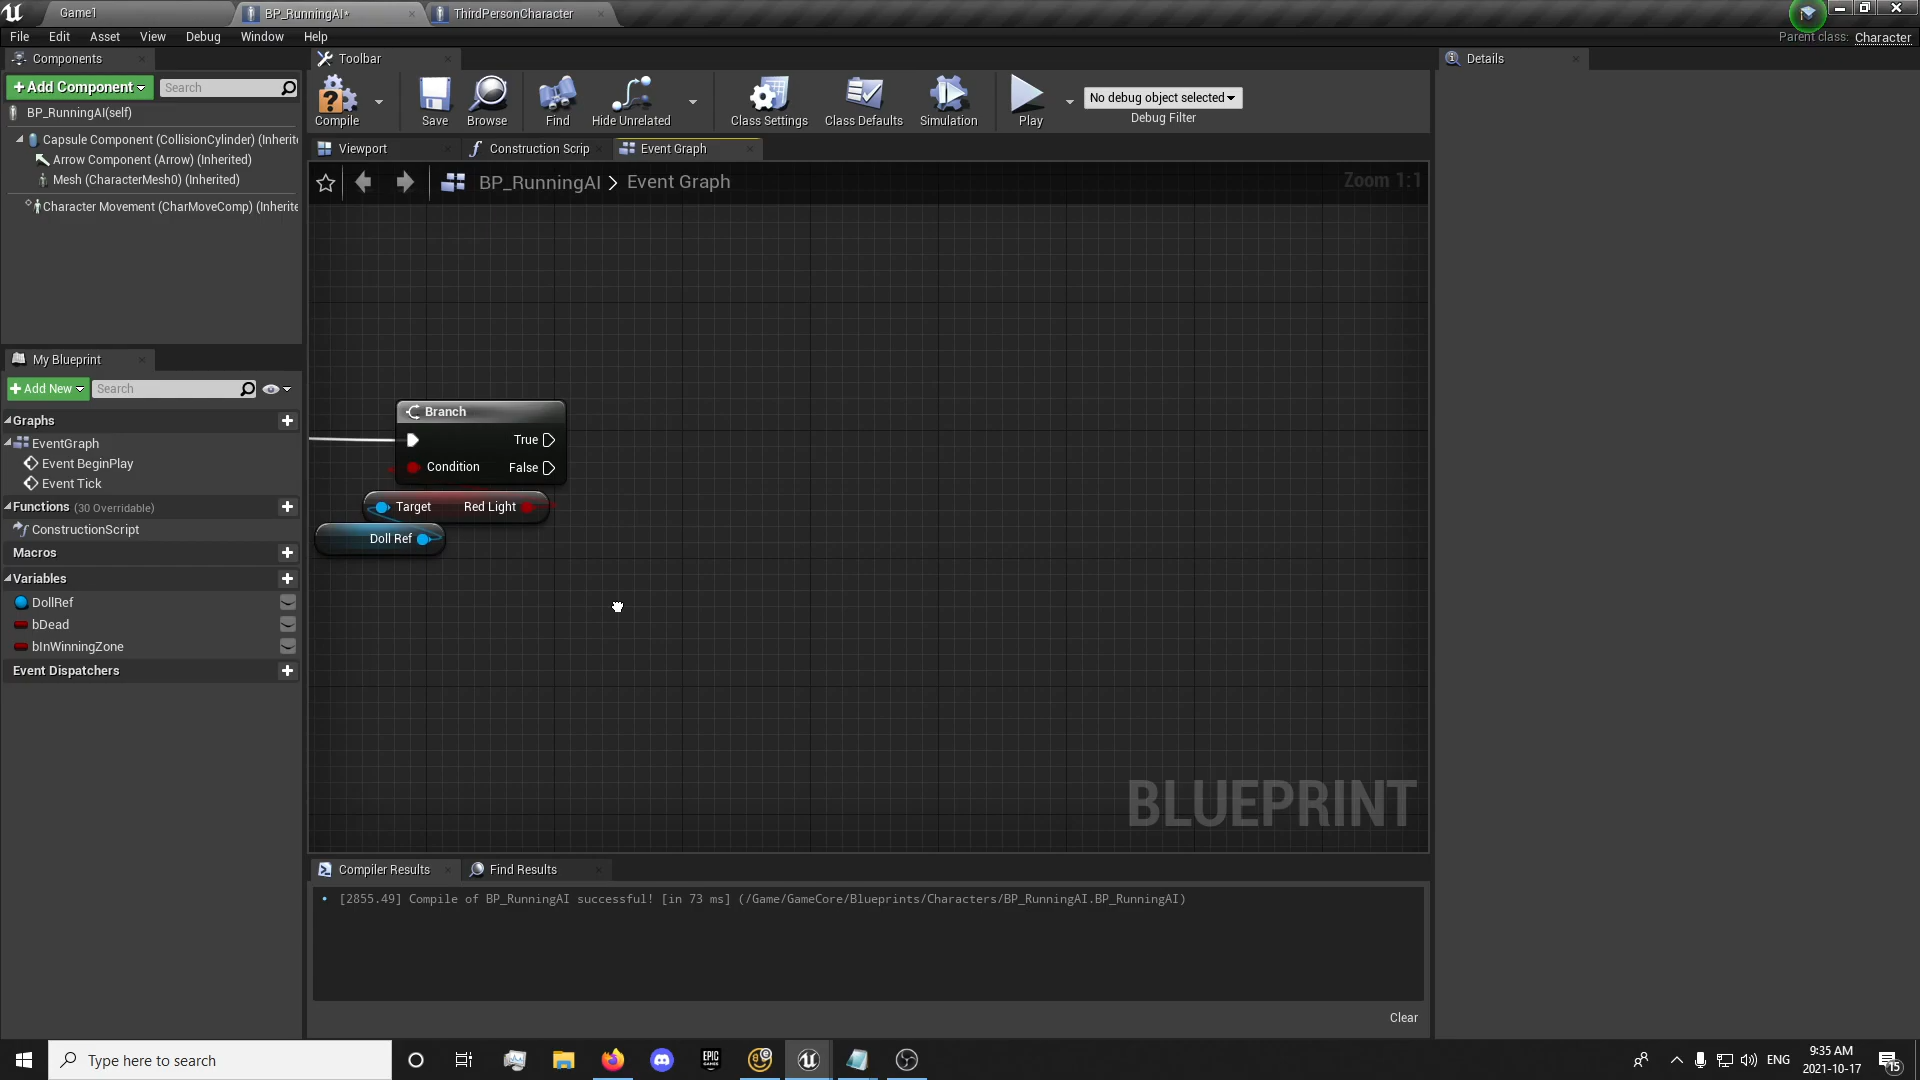 Game1
BP_RunningAI*
ThirdPersonCharacter
File Edit Asset View Debug Window Help
Parent class: Character
Components
Toolbar
Details
+Add Component
Search
Compile
Save
Browse
Find
Hide Unrelated
Class Settings
Class Defaults
Simulation
Play
No debug object selected
Debug Filter
BP_RunningAI(self)
Capsule Component (CollisionCylinder) (Inherit
Arrow Component (Arrow) (Inherited)
Mesh (CharacterMesh0) (Inherited)
Character Movement (CharMoveComp) (Inherite
Viewport
Construction Scrip
Event Graph
BP_RunningAI > Event Graph
Zoom 1:1
My Blueprint
+Add New
Search
Graphs
EventGraph
Event BeginPlay
Event Tick
Functions (30 Overridable)
ConstructionScript
Macros
Variables
DollRef
bDead
bInWinningZone
Event Dispatchers
Branch
True
Condition False
Target Red Light
Doll Ref
BLUEPRINT
Compiler Results
Find Results
[2855.49] Compile of BP_RunningAI successful! [in 73 ms] (/Game/GameCore/Blueprints/Characters/BP_RunningAI.BP_RunningAI)
Clear
Type here to search
EPIC
GAMES
ENG
9:35 AM
2021-10-17
15